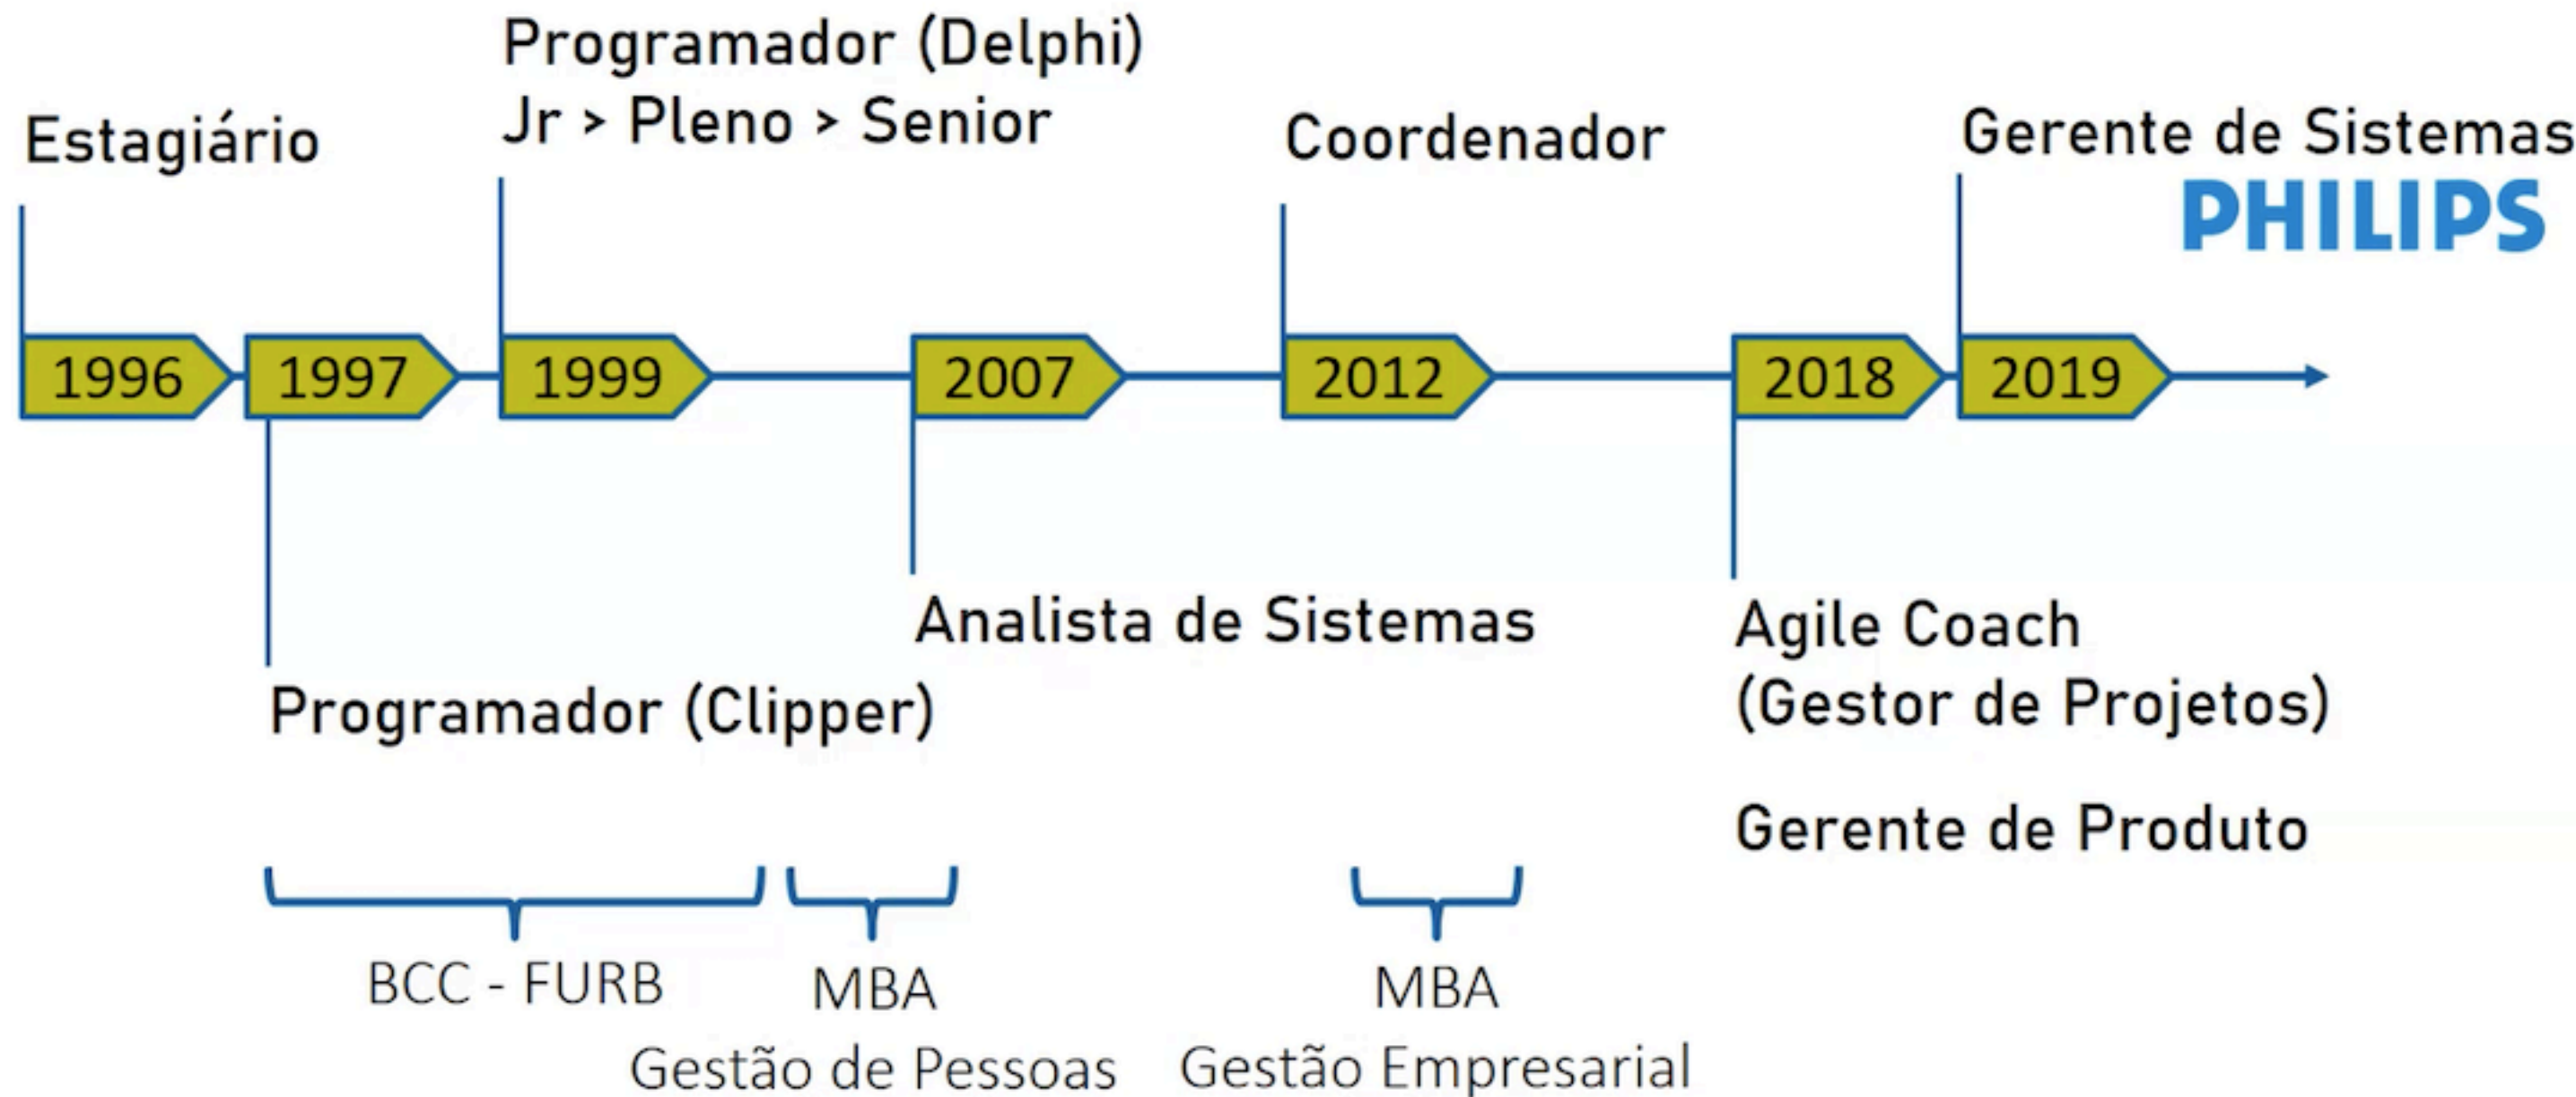 Programador (Delphi)
Jr > Pleno > Senior
Estagiário
Coordenador
Gerente de Sistemas
PHILIPS
1996
1997
1999
2007
2012
2018
2019
Analista de Sistemas
Agile Coach
(Gestor de Projetos)
Programador (Clipper)
Gerente de Produto
BCC - FURB
MBA
Gestão de Pessoas
MBA
Gestão Empresarial